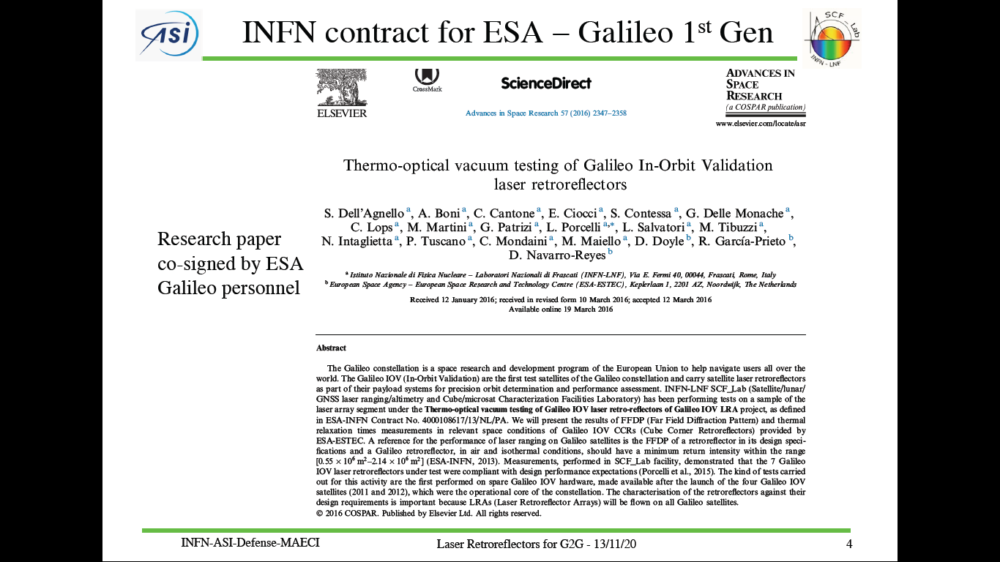 asi
INFN contract for ESA – Galileo 1st Gen
SCF_Lab
INFN - LNF
ELSEVIER
CrossMark
ScienceDirect
Advances in Space Research 57 (2016) 2347–2358
ADVANCES IN
SPACE
RESEARCH
(a COSPAR publication)
www.elsevier.com/locate/asr
Thermo-optical vacuum testing of Galileo In-Orbit Validation
laser retroreflectors
S. Dell'Agnello a, A. Boni a, C. Cantone a, E. Ciocci a, S. Contessa a, G. Delle Monache a,
C. Lops a, M. Martini a, G. Patrizi a, L. Porcelli a,*, L. Salvatori a, M. Tibuzzi a,
N. Intaglietta a, P. Tuscano a, C. Mondaini a, M. Maiello a, D. Doyle b, R. García-Prieto b,
D. Navarro-Reyes b
a Istituto Nazionale di Fisica Nucleare – Laboratori Nazionali di Frascati (INFN-LNF), Via E. Fermi 40, 00044, Frascati, Rome, Italy
b European Space Agency – European Space Research and Technology Centre (ESA-ESTEC), Keplerlaan 1, 2201 AZ, Noordwijk, The Netherlands
Received 12 January 2016; received in revised form 10 March 2016; accepted 12 March 2016
Available online 19 March 2016
Research paper
co-signed by ESA
Galileo personnel
Abstract
The Galileo constellation is a space research and development program of the European Union to help navigate users all over the
world. The Galileo IOV (In-Orbit Validation) are the first test satellites of the Galileo constellation and carry satellite laser retroreflectors
as part of their payload systems for precision orbit determination and performance assessment. INFN-LNF SCF_Lab (Satellite/lunar/
GNSS laser ranging/altimetry and Cube/microsat Characterization Facilities Laboratory) has been performing tests on a sample of the
laser array segment under the Thermo-optical vacuum testing of Galileo IOV laser retro-reflectors of Galileo IOV LRA project, as defined
in ESA-INFN Contract No. 4000108617/13/NL/PA. We will present the results of FFDP (Far Field Diffraction Pattern) and thermal
relaxation times measurements in relevant space conditions of Galileo IOV CCRs (Cube Corner Retroreflectors) provided by
ESA-ESTEC. A reference for the performance of laser ranging on Galileo satellites is the FFDP of a retroreflector in its design speci-
fications and a Galileo retroreflector, in air and isothermal conditions, should have a minimum return intensity within the range
[0.55 × 10⁶ m²–2.14 × 10⁶ m²] (ESA-INFN, 2013). Measurements, performed in SCF_Lab facility, demonstrated that the 7 Galileo
IOV laser retroreflectors under test were compliant with design performance expectations (Porcelli et al., 2015). The kind of tests carried
out for this activity are the first performed on spare Galileo IOV hardware, made available after the launch of the four Galileo IOV
satellites (2011 and 2012), which were the operational core of the constellation. The characterisation of the retroreflectors against their
design requirements is important because LRAs (Laser Retroreflector Arrays) will be flown on all Galileo satellites.
© 2016 COSPAR. Published by Elsevier Ltd. All rights reserved.
INFN-ASI-Defense-MAECI
Laser Retroreflectors for G2G - 13/11/20
4